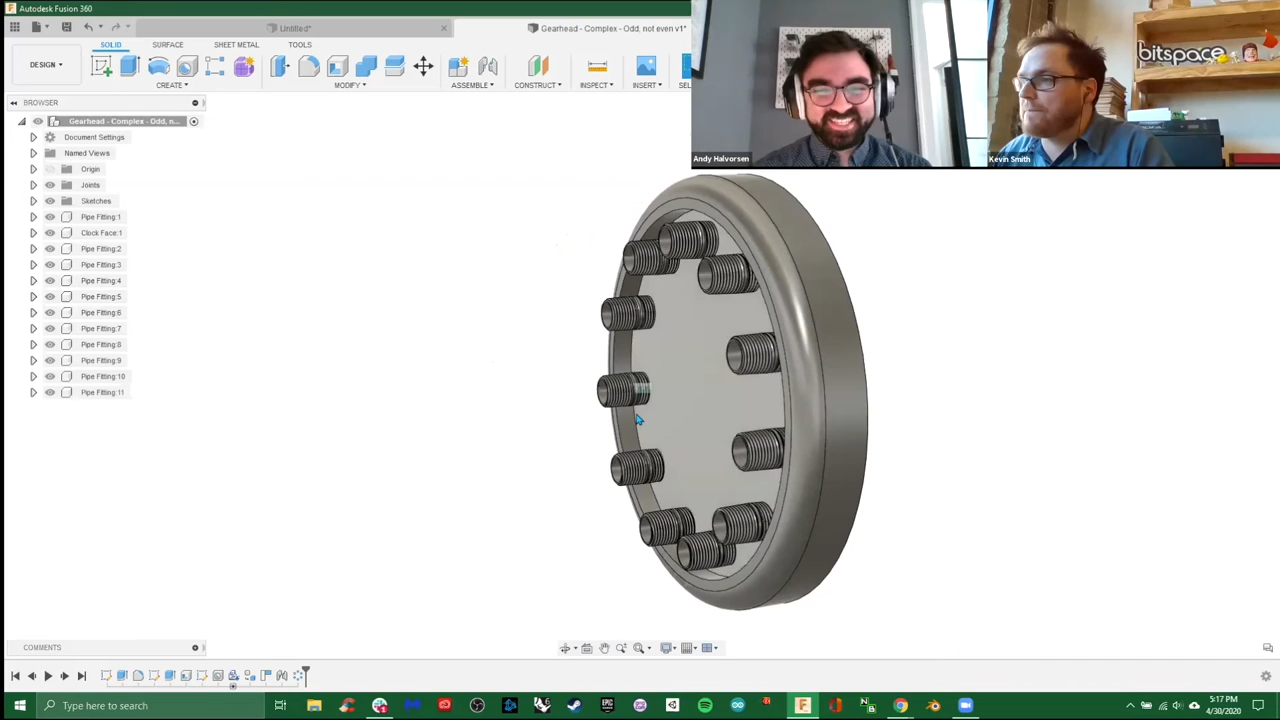 Autodesk Fusion 360
Untitled*
Gearhead - Complex - Odd, not even v1*
DESIGN
SOLID
SURFACE
SHEET METAL
TOOLS
CREATE
MODIFY
ASSEMBLE
CONSTRUCT
INSPECT
INSERT
SEL
bitspace
Andy Halvorsen
Kevin Smith
BROWSER
Gearhead - Complex - Odd, n...
Document Settings
Named Views
Origin
Joints
Sketches
Pipe Fitting:1
Clock Face:1
Pipe Fitting:2
Pipe Fitting:3
Pipe Fitting:4
Pipe Fitting:5
Pipe Fitting:6
Pipe Fitting:7
Pipe Fitting:8
Pipe Fitting:9
Pipe Fitting:10
Pipe Fitting:11
COMMENTS
Type here to search
5:17 PM
4/30/2020